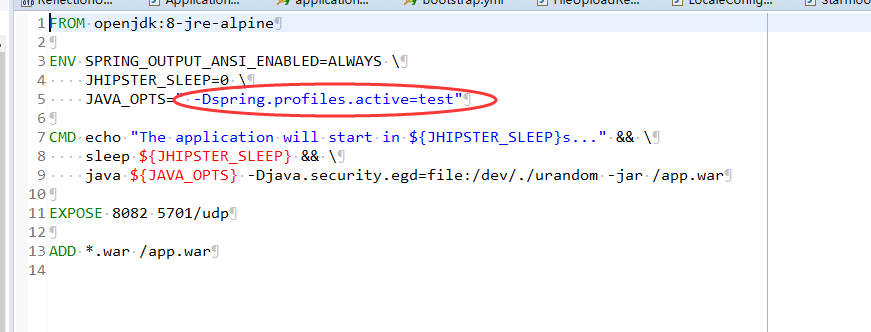 ReflectionU... Application... application... bootstrap.yml FileUploadRe... LocaleConfig...
1 FROM openjdk:8-jre-alpine¶
2 ¶
3 ENV SPRING_OUTPUT_ANSI_ENABLED=ALWAYS \¶
4 ····JHIPSTER_SLEEP=0 \¶
5 ····JAVA_OPTS="·-Dspring.profiles.active=test"¶
6 ¶
7 CMD echo "The application will start in ${JHIPSTER_SLEEP}s..." && \¶
8 ····sleep ${JHIPSTER_SLEEP} && \¶
9 ····java ${JAVA_OPTS} -Djava.security.egd=file:/dev/./urandom -jar /app.war¶
10 ¶
11 EXPOSE 8082 5701/udp¶
12 ¶
13 ADD *.war /app.war¶
14